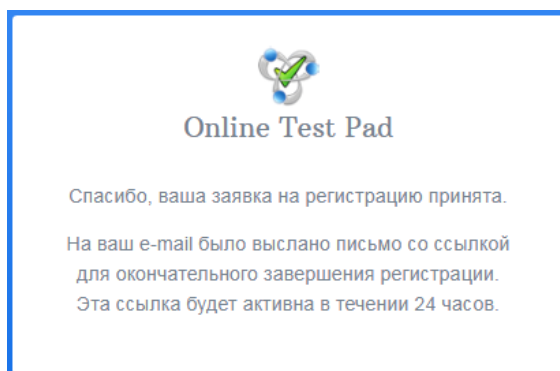 Online Test Pad
Спасибо, ваша заявка на регистрацию принята.
На ваш e-mail было выслано письмо со ссылкой
для окончательного завершения регистрации.
Эта ссылка будет активна в течении 24 часов.